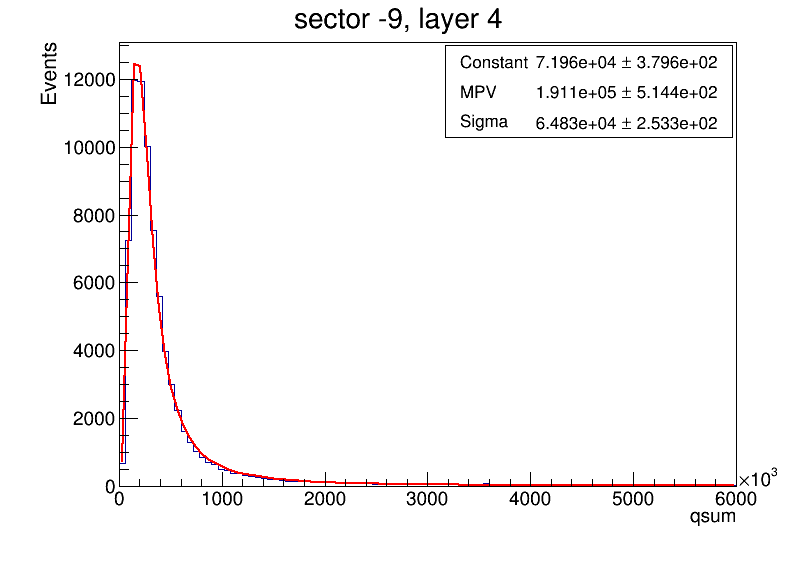 sector -9, layer 4
Events
Constant 7.196e+04 ± 3.796e+02
MPV 1.911e+05 ± 5.144e+02
Sigma 6.483e+04 ± 2.533e+02
12000
10000
8000
6000
4000
2000
0
0 1000 2000 3000 4000 5000 6000
×10³
qsum